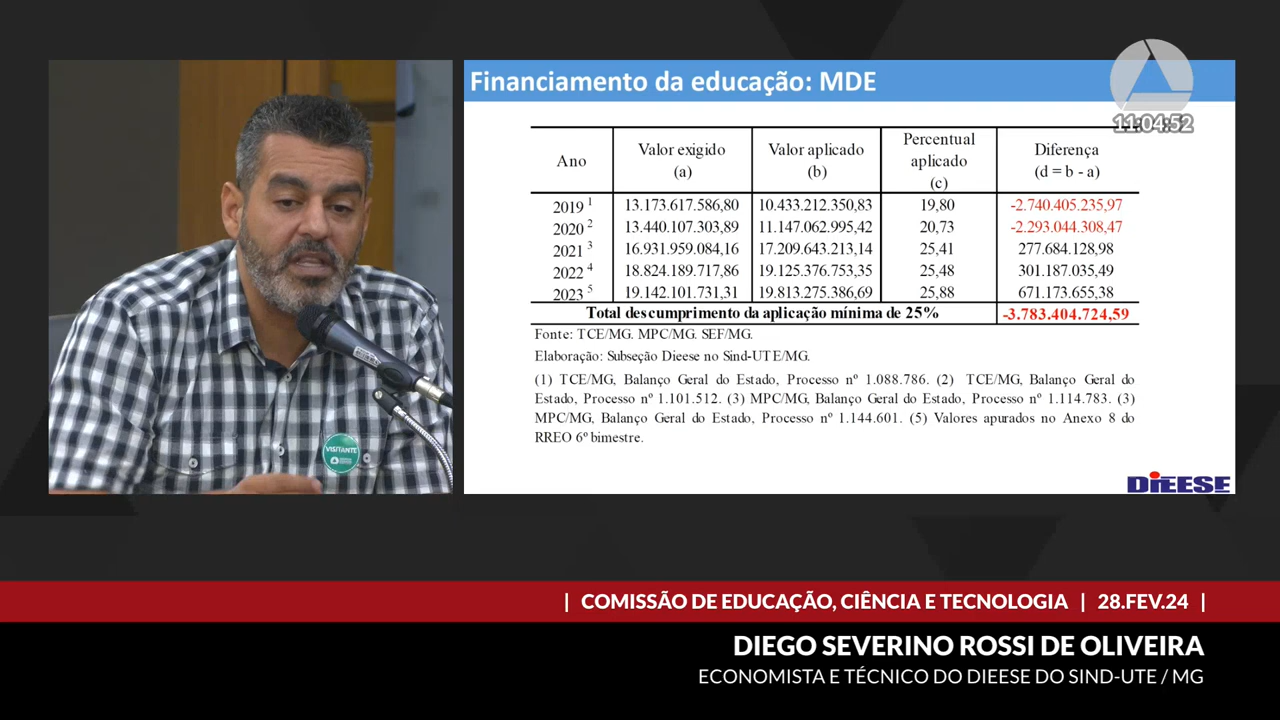 Financiamento da educação: MDE
11:04:52
Ano Valor exigido (a) Valor aplicado (b) Percentual aplicado (c) Diferença (d = b - a)
2019 ¹ 13.173.617.586,80 10.433.212.350,83 19,80 -2.740.405.235,97
2020 ² 13.440.107.303,89 11.147.062.995,42 20,73 -2.293.044.308,47
2021 ³ 16.931.959.084,16 17.209.643.213,14 25,41 277.684.128,98
2022 ⁴ 18.824.189.717,86 19.125.376.753,35 25,48 301.187.035,49
2023 ⁵ 19.142.101.731,31 19.813.275.386,69 25,88 671.173.655,38
Total descumprimento da aplicação mínima de 25% -3.783.404.724,59
Fonte: TCE/MG. MPC/MG. SEF/MG.
Elaboração: Subseção Dieese no Sind-UTE/MG.
(1) TCE/MG, Balanço Geral do Estado, Processo nº 1.088.786. (2) TCE/MG, Balanço Geral do
Estado, Processo nº 1.101.512. (3) MPC/MG, Balanço Geral do Estado, Processo nº 1.114.783. (3)
MPC/MG, Balanço Geral do Estado, Processo nº 1.144.601. (5) Valores apurados no Anexo 8 do
RREO 6º bimestre.
VISITANTE
DIEESE
| COMISSÃO DE EDUCAÇÃO, CIÊNCIA E TECNOLOGIA | 28.FEV.24 |
DIEGO SEVERINO ROSSI DE OLIVEIRA
ECONOMISTA E TÉCNICO DO DIEESE DO SIND-UTE / MG